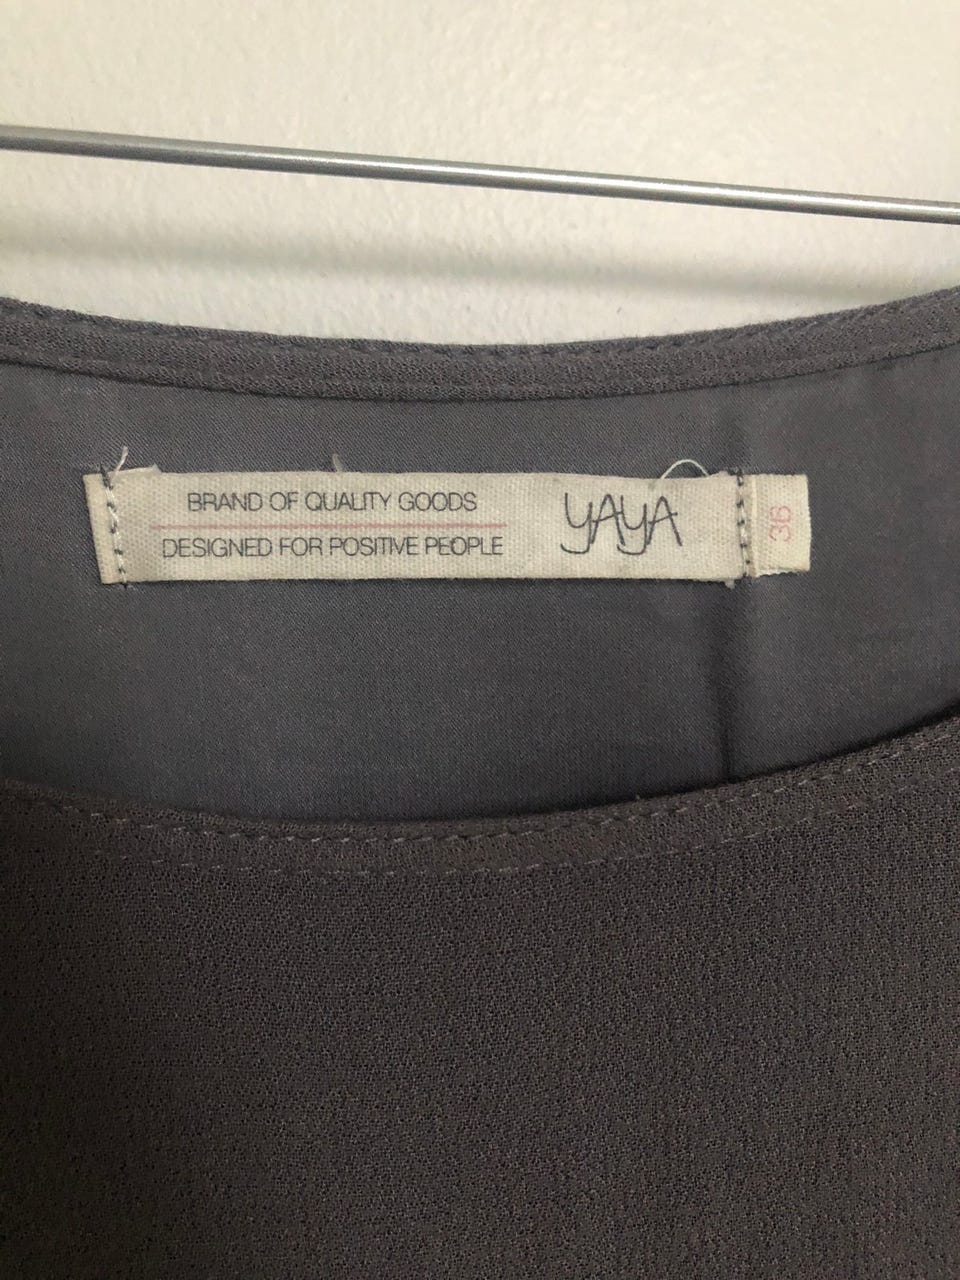 BRAND OF QUALITY GOODS
DESIGNED FOR POSITIVE PEOPLE
YAYA
36